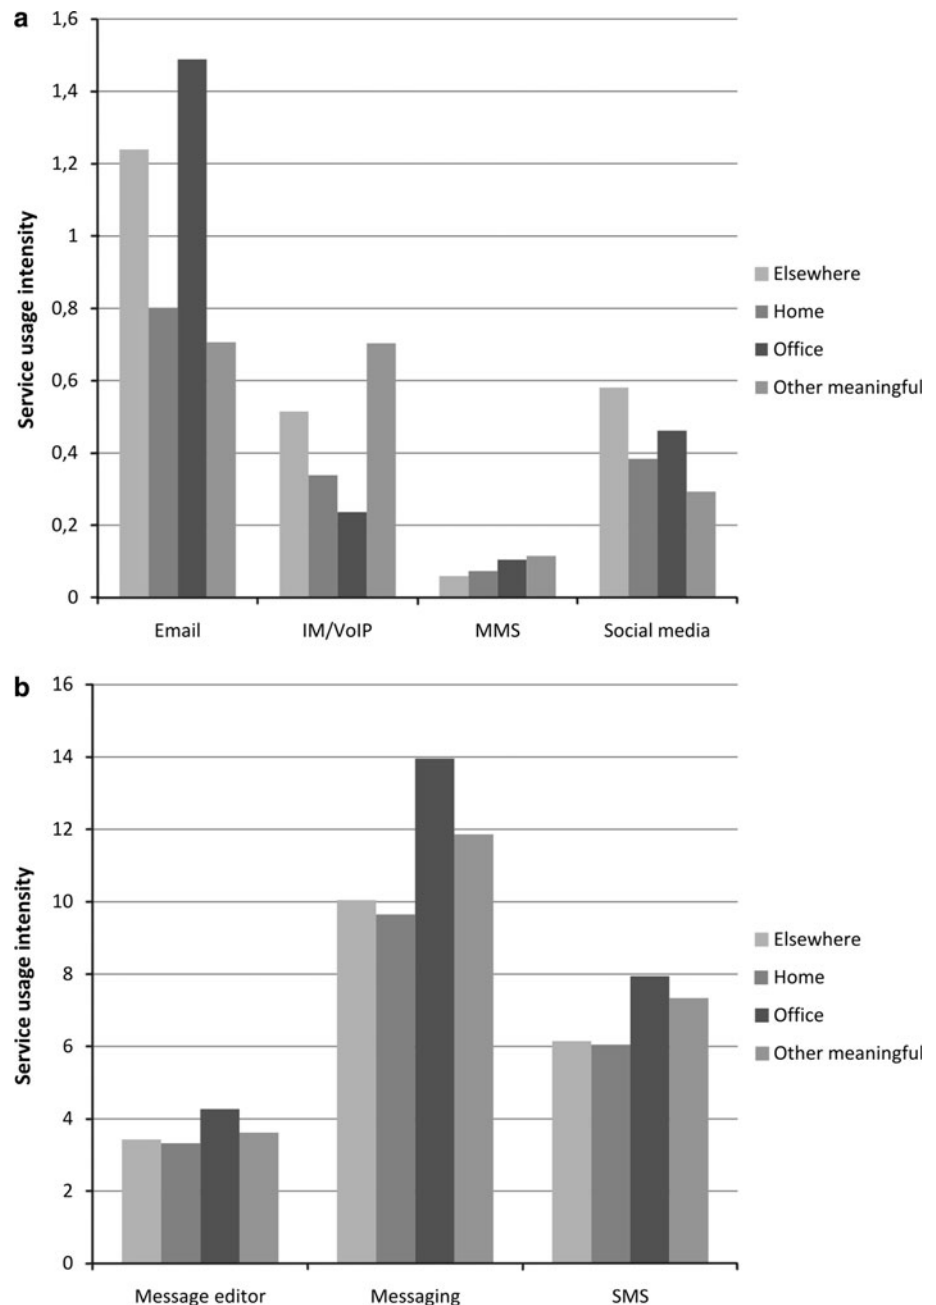 a
Service usage intensity
1,6
1,4
1,2
1
0,8
0,6
0,4
0,2
0
Email IM/VoIP MMS Social media
Elsewhere
Home
Office
Other meaningful
b
Service usage intensity
16
14
12
10
8
6
4
2
0
Message editor Messaging SMS
Elsewhere
Home
Office
Other meaningful